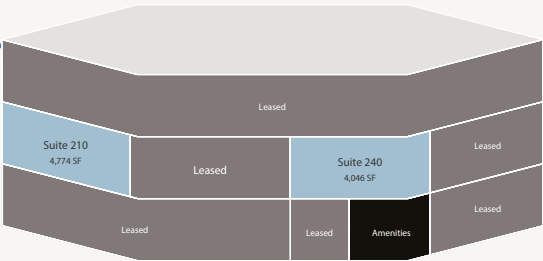 Leased
Suite 210
4,774 SF
Leased
Suite 240
4,046 SF
Leased
Leased
Leased
Amenities
Leased